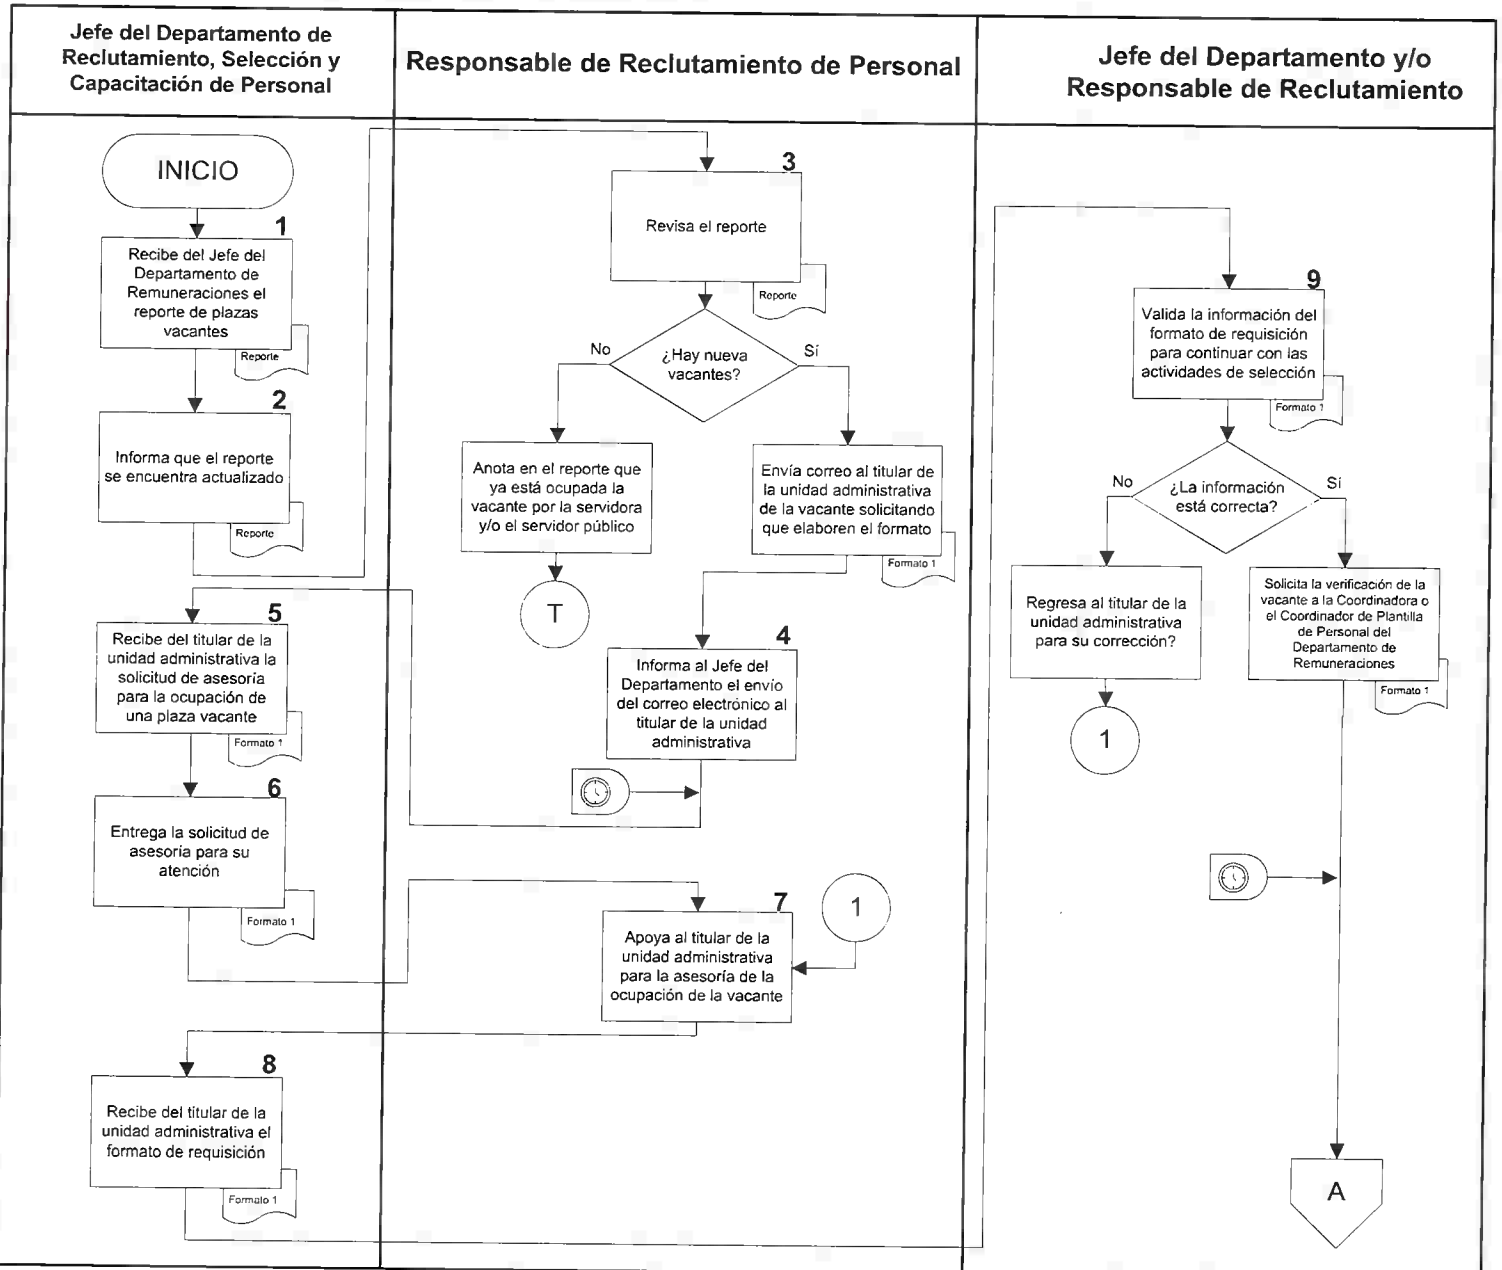 Jefe del Departamento de
Reclutamiento, Selección y
Capacitación de Personal
Responsable de Reclutamiento de Personal
Jefe del Departamento y/o
Responsable de Reclutamiento
INICIO
1
Recibe del Jefe del
Departamento de
Remuneraciones el
reporte de plazas
vacantes
Reporte
2
Informa que el reporte
se encuentra actualizado
Reporte
3
Revisa el reporte
Reporte
¿Hay nueva
vacantes?
No
Sí
Anota en el reporte que
ya está ocupada la
vacante por la servidora
y/o el servidor público
T
Envía correo al titular de
la unidad administrativa
de la vacante solicitando
que elaboren el formato
Formato 1
4
Informa al Jefe del
Departamento el envío
del correo electrónico al
titular de la unidad
administrativa
5
Recibe del titular de la
unidad administrativa la
solicitud de asesoría
para la ocupación de
una plaza vacante
Formato 1
6
Entrega la solicitud de
asesoría para su
atención
Formato 1
7
Apoya al titular de la
unidad administrativa
para la asesoría de la
ocupación de la vacante
1
8
Recibe del titular de la
unidad administrativa el
formato de requisición
Formato 1
9
Valida la información del
formato de requisición
para continuar con las
actividades de selección
Formato 1
¿La información
está correcta?
No
Sí
Regresa al titular de la
unidad administrativa
para su corrección?
1
Solicita la verificación de la
vacante a la Coordinadora o
el Coordinador de Plantilla
de Personal del
Departamento de
Remuneraciones
Formato 1
A